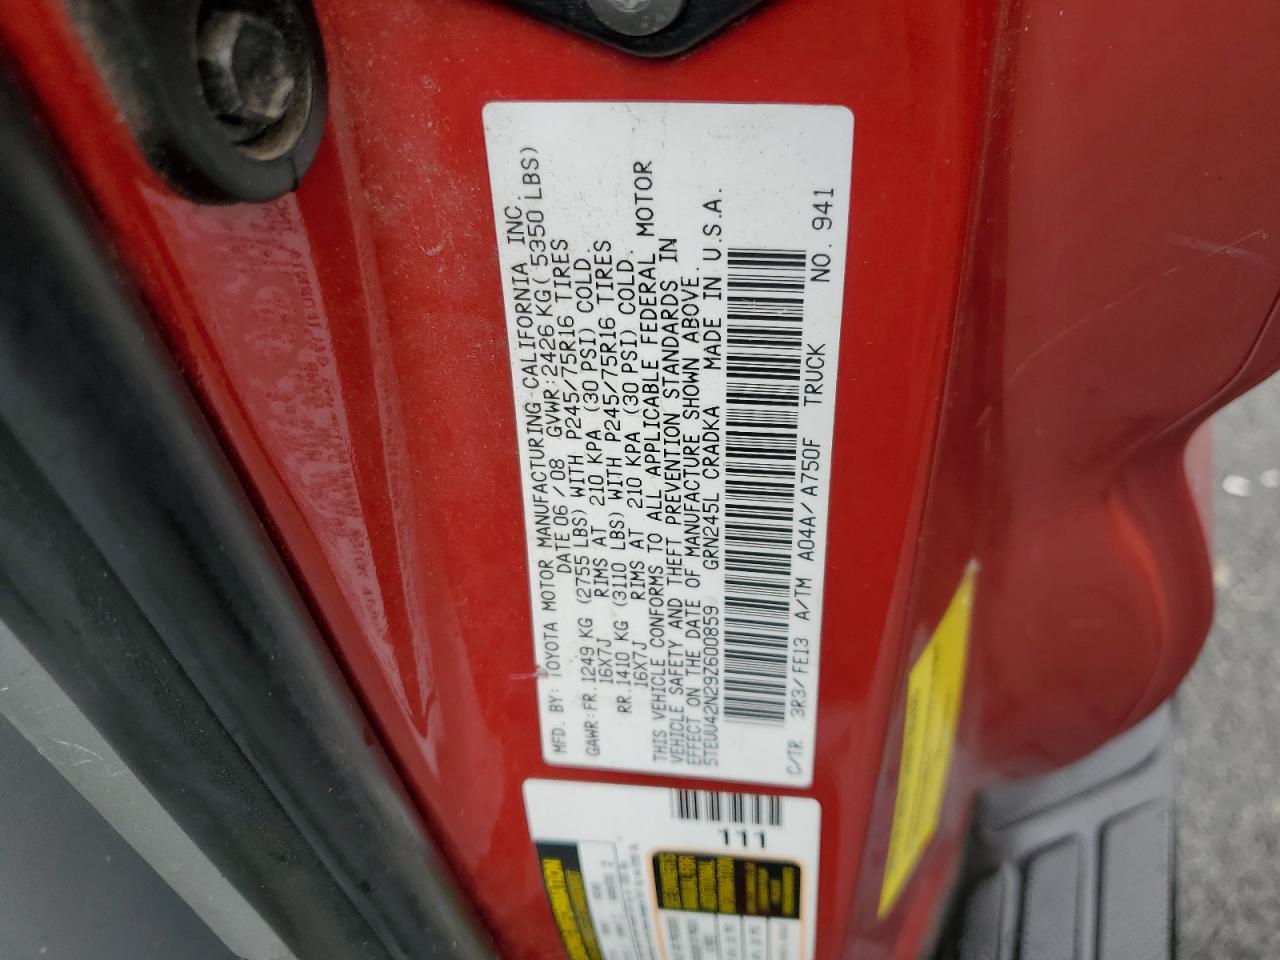 MFD. BY: TOYOTA MOTOR MANUFACTURING CALIFORNIA INC.
DATE 06 / 08 GVWR: 2426 KG ( 5350 LBS)
GAWR: FR. 1249 KG (2755 LBS) WITH P245/75R16 TIRES
16X7J RIMS AT 210 KPA (30 PSI) COLD.
RR. 1410 KG (3110 LBS) WITH P245/75R16 TIRES
16X7J RIMS AT 210 KPA (30 PSI) COLD.
THIS VEHICLE CONFORMS TO ALL APPLICABLE FEDERAL MOTOR
VEHICLE SAFETY AND THEFT PREVENTION STANDARDS IN
EFFECT ON THE DATE OF MANUFACTURE SHOWN ABOVE.
5TEUU42N29Z600859 GRN245L CRADKA MADE IN U.S.A.
C/TR 3R3/ FE13 A/TM A04A/ A750F TRUCK NO. 941
111